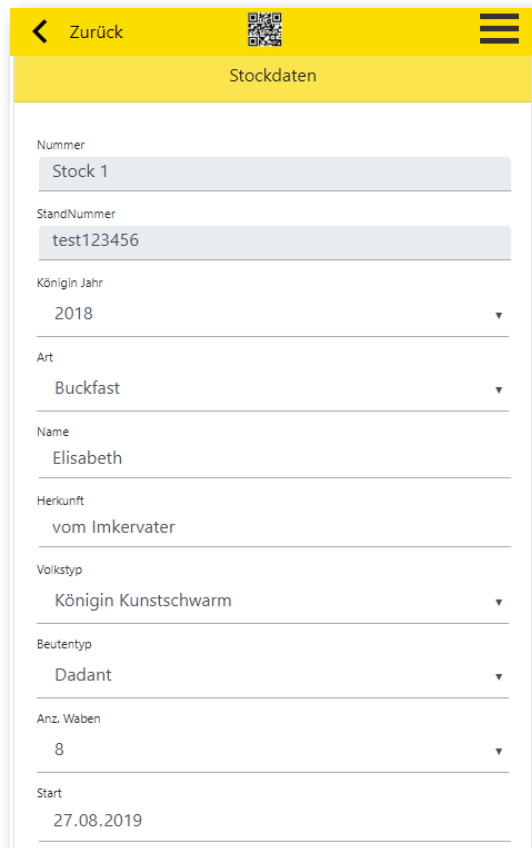 Zurück
Stockdaten
Nummer
Stock 1
StandNummer
test123456
Königin Jahr
2018
Art
Buckfast
Name
Elisabeth
Herkunft
vom Imkervater
Volkstyp
Königin Kunstschwarm
Beutentyp
Dadant
Anz. Waben
8
Start
27.08.2019